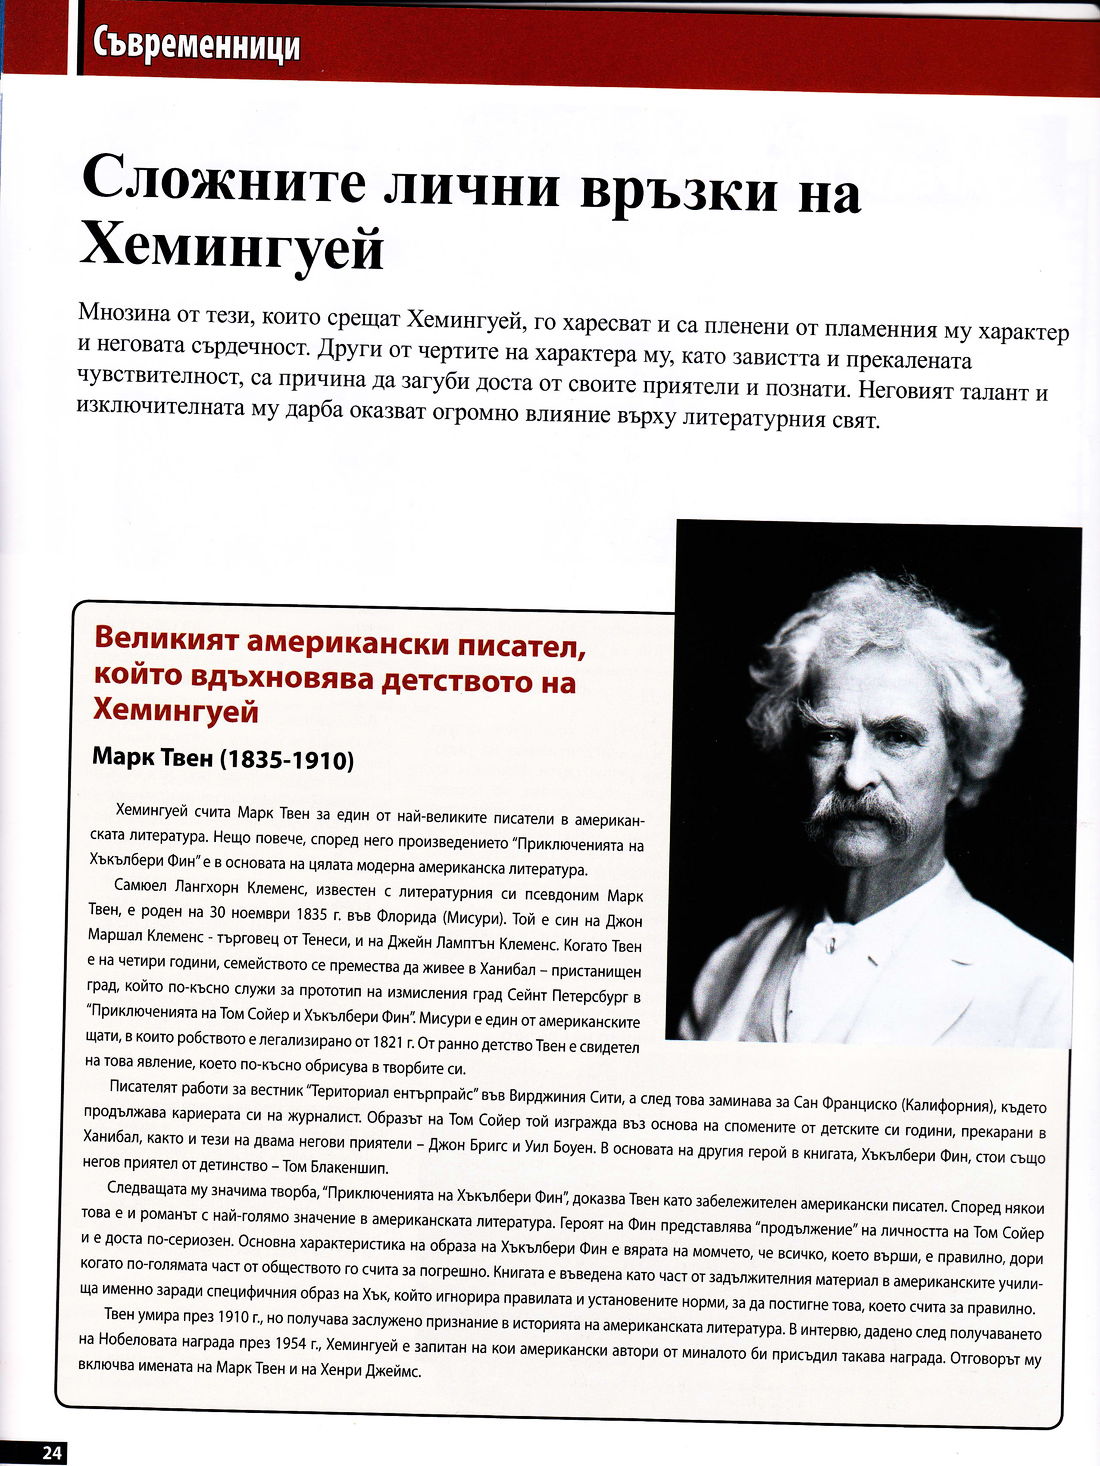 Съвременници
Сложните лични връзки на
Хемингуей
Мнозина от тези, които срещат Хемингуей, го харесват и са пленени от пламенния му характер
и неговата сърдечност. Други от чертите на характера му, като завистта и прекалената
чувствителност, са причина да загуби доста от своите приятели и познати. Неговият талант и
изключителната му дарба оказват огромно влияние върху литературния свят.
Великият американски писател,
който вдъхновява детството на
Хемингуей
Марк Твен (1835-1910)
Хемингуей счита Марк Твен за един от най-великите писатели в американ-
ската литература. Нещо повече, според него произведението "Приключенията на
Хъкълбери Фин" е в основата на цялата модерна американска литература.
Самюел Лангхорн Клеменс, известен с литературния си псевдоним Марк
Твен, е роден на 30 ноември 1835 г. във Флорида (Мисури). Той е син на Джон
Маршал Клеменс - търговец от Тенеси, и на Джейн Ламптън Клеменс. Когато Твен
е на четири години, семейството се премества да живее в Ханибал – пристанищен
град, който по-късно служи за прототип на измисления град Сейнт Петерсбург в
"Приключенията на Том Сойер и Хъкълбери Фин". Мисури е един от американските
щати, в които робството е легализирано от 1821 г. От ранно детство Твен е свидетел
на това явление, което по-късно обрисува в творбите си.
Писателят работи за вестник "Териториал ентърпрайс" във Вирджиния Сити, а след това заминава за Сан Франциско (Калифорния), където
продължава кариерата си на журналист. Образът на Том Сойер той изгражда въз основа на спомените от детските си години, прекарани в
Ханибал, както и тези на двама негови приятели – Джон Бригс и Уил Боуен. В основата на другия герой в книгата, Хъкълбери Фин, стои също
негов приятел от детинство – Том Блакеншип.
Следващата му значима творба, "Приключенията на Хъкълбери Фин", доказва Твен като забележителен американски писател. Според някои
това е и романът с най-голямо значение в американската литература. Героят на Фин представлява "продължение" на личността на Том Сойер
и е доста по-сериозен. Основна характеристика на образа на Хъкълбери Фин е вярата на момчето, че всичко, което върши, е правилно, дори
когато по-голямата част от обществото го счита за погрешно. Книгата е въведена като част от задължителния материал в американските учили-
ща именно заради специфичния образ на Хък, който игнорира правилата и установените норми, за да постигне това, което счита за правилно.
Твен умира през 1910 г., но получава заслужено признание в историята на американската литература. В интервю, дадено след получаването
на Нобеловата награда през 1954 г., Хемингуей е запитан на кои американски автори от миналото би присъдил такава награда. Отговорът му
включва имената на Марк Твен и на Хенри Джеймс.
24